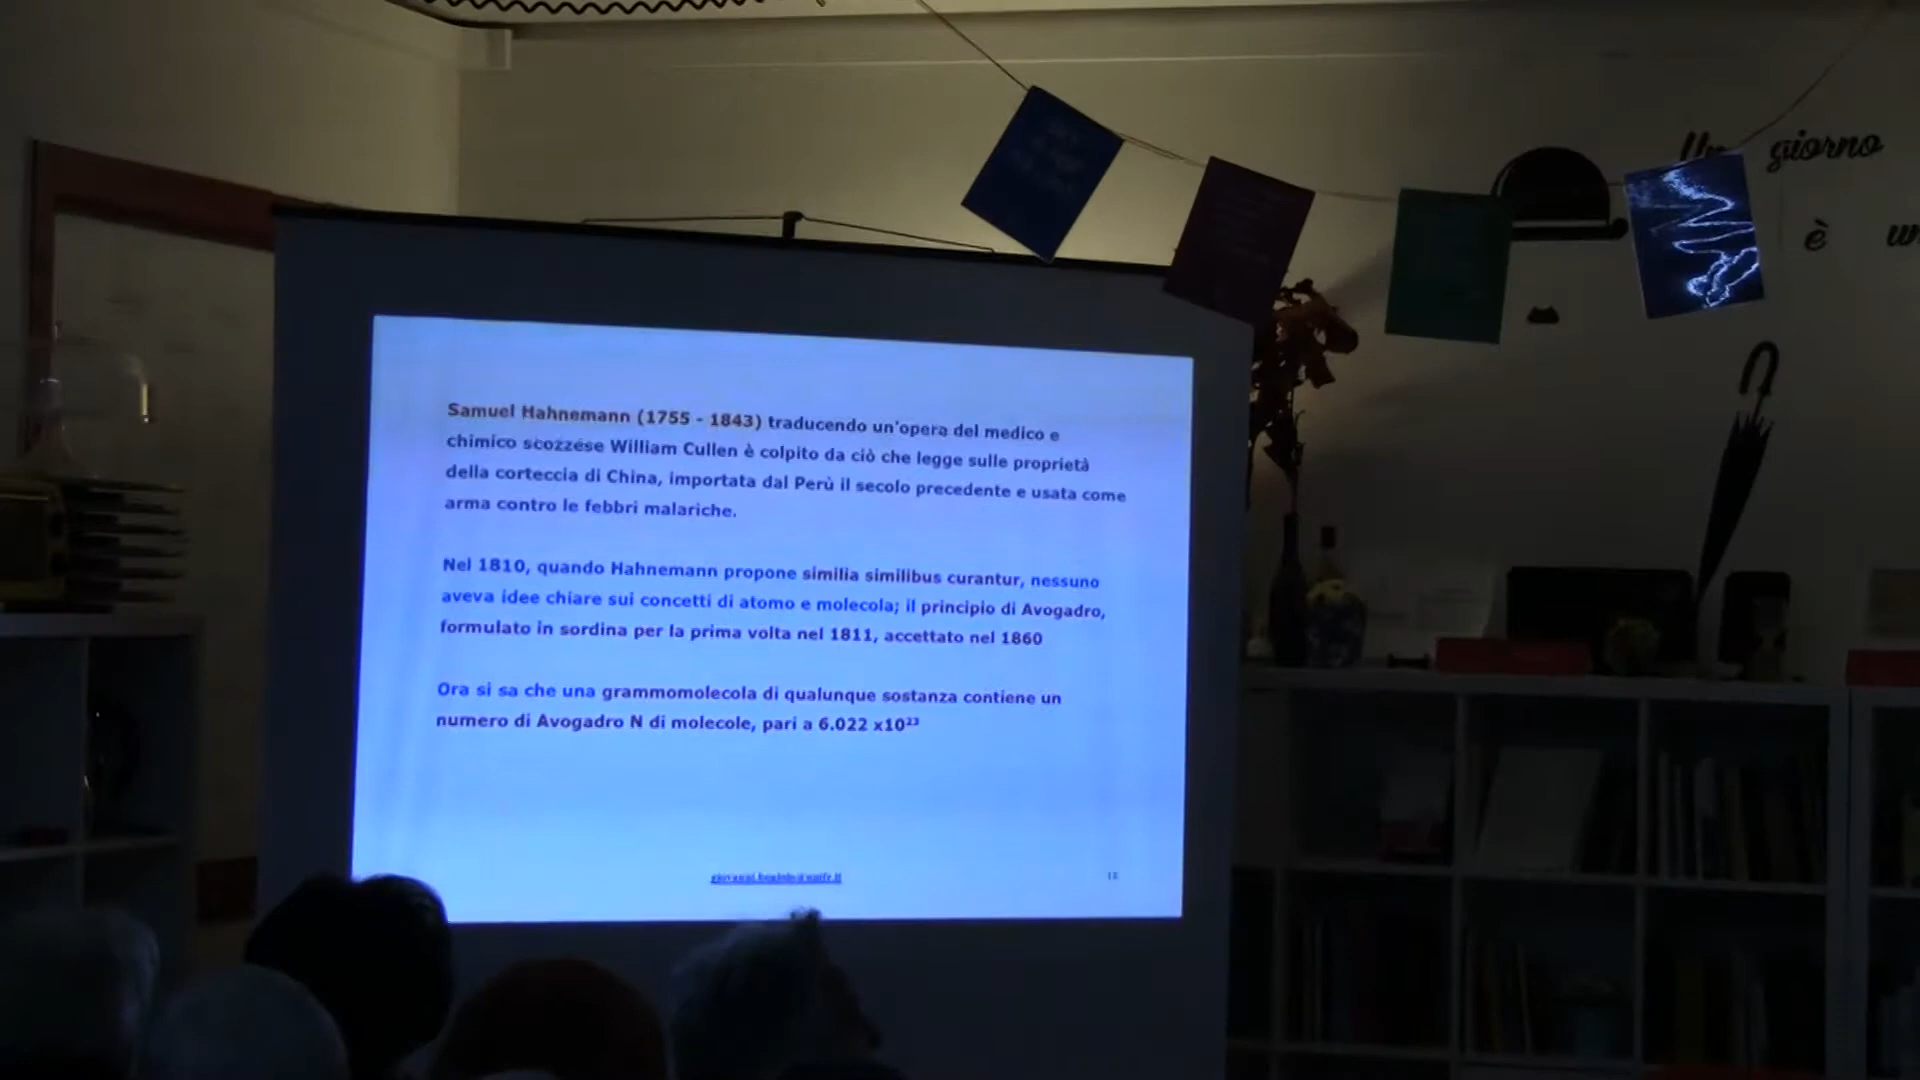 giorno
è
Samuel Hahnemann (1755 - 1843) traducendo un'opera del medico e
chimico scozzese William Cullen è colpito da ciò che legge sulle proprietà
della corteccia di China, importata dal Perù il secolo precedente e usata come
arma contro le febbri malariche.
Nel 1810, quando Hahnemann propone similia similibus curantur, nessuno
aveva idee chiare sui concetti di atomo e molecola; il principio di Avogadro,
formulato in sordina per la prima volta nel 1811, accettato nel 1860
Ora si sa che una grammomolecola di qualunque sostanza contiene un
numero di Avogadro N di molecole, pari a 6.022 x10²³